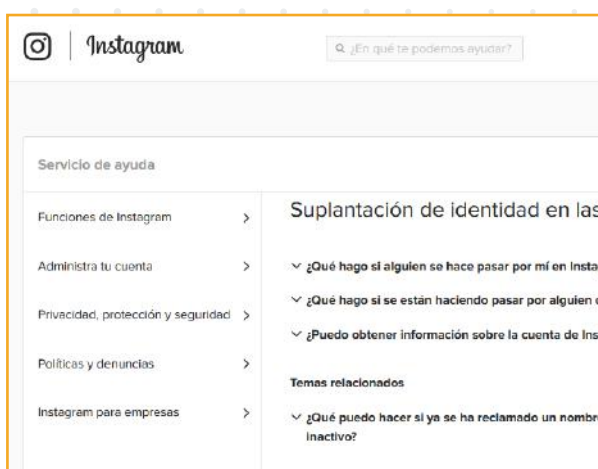 Instagram
¿En qué te podemos ayudar?
Servicio de ayuda
Funciones de Instagram
Administra tu cuenta
Privacidad, protección y seguridad
Políticas y denuncias
Instagram para empresas
Suplantación de identidad en las
¿Qué hago si alguien se hace pasar por mí en Insta
¿Qué hago si se están haciendo pasar por alguien
¿Puedo obtener información sobre la cuenta de Ins
Temas relacionados
¿Qué puedo hacer si ya se ha reclamado un nombre
inactivo?